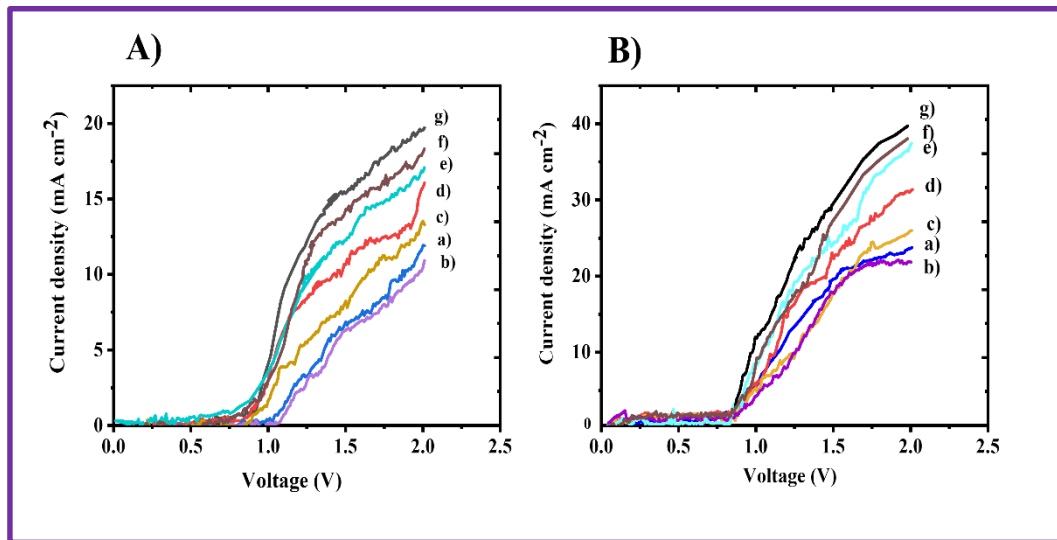 A)
Current density (mA cm⁻²)
20
15
10
5
0
g)
f)
e)
d)
c)
a)
b)
0.0 0.5 1.0 1.5 2.0 2.5
Voltage (V)
B)
Current density (mA cm⁻²)
40
30
20
10
0
g)
f)
e)
d)
c)
a)
b)
0.0 0.5 1.0 1.5 2.0 2.5
Voltage (V)